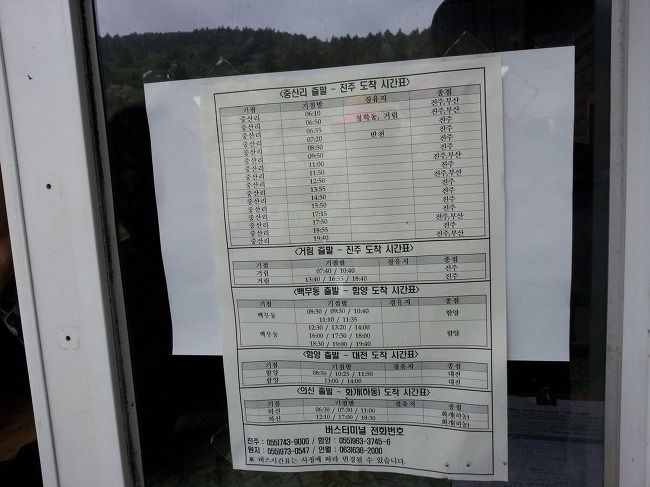 <중산리 출발 ~ 진주 도착 시간표>
기점 기점발 경유지 종점
중산리 06:10 진주,부산
중산리 06:50 청학동, 거림 진주,부산
중산리 06:55 진주
중산리 07:20 반천 진주
중산리 08:50 진주
중산리 09:50 진주,부산
중산리 11:00 진주
중산리 11:50 진주,부산
중산리 12:50 진주
중산리 13:55 진주
중산리 14:50 진주
중산리 15:50 진주
중산리 17:15 진주
중산리 17:50 진주,부산
중산리 18:55 진주
중산리 19:40 진주,부산
<거림 출발 ~ 진주 도착 시간표>
기점 기점발 경유지 종점
거림 07:40 / 10:40 진주
거림 13:40 / 16:55 / 18:40 진주
<백무동 출발 ~ 함양 도착 시간표>
기점 기점발 경유지 종점
백무동 08:30 / 09:30 / 10:40 함양
11:10 / 11:35
백무동 12:30 / 13:20 / 14:00 함양
16:00 / 17:30 / 18:00
18:30 / 19:00 / 19:40
<함양 출발 ~ 대전 도착 시간표>
기점 기점발 경유지 종점
함양 08:50 / 10:25 / 11:50 대전
함양 13:00 / 14:00 대전
<의신 출발 ~ 화개(하동) 도착 시간표>
기점 기점발 경유지 종점
의신 06:30 / 07:30 / 11:00 화개(하동)
의신 12:10 / 17:00 / 18:30 화개(하동)
버스터미널 전화번호
진주 : 055)743-9000 / 함양 : 055)963-3745-6
원지 : 055)973-0547 / 인월 : 063)636-2000
※ 버스시간표는 사정에 따라 변경될 수 있습니다.